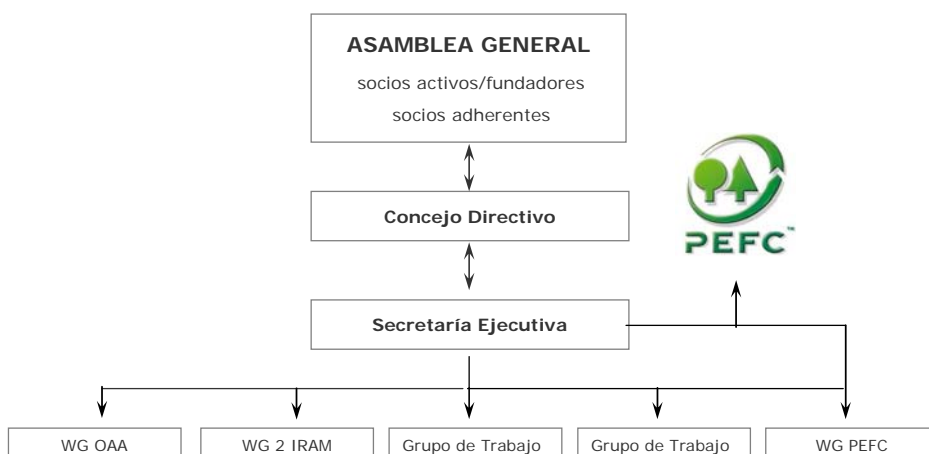 ASAMBLEA GENERAL
socios activos/fundadores
socios adherentes
Concejo Directivo
PEFC™
Secretaría Ejecutiva
WG OAA
WG 2 IRAM
Grupo de Trabajo
Grupo de Trabajo
WG PEFC